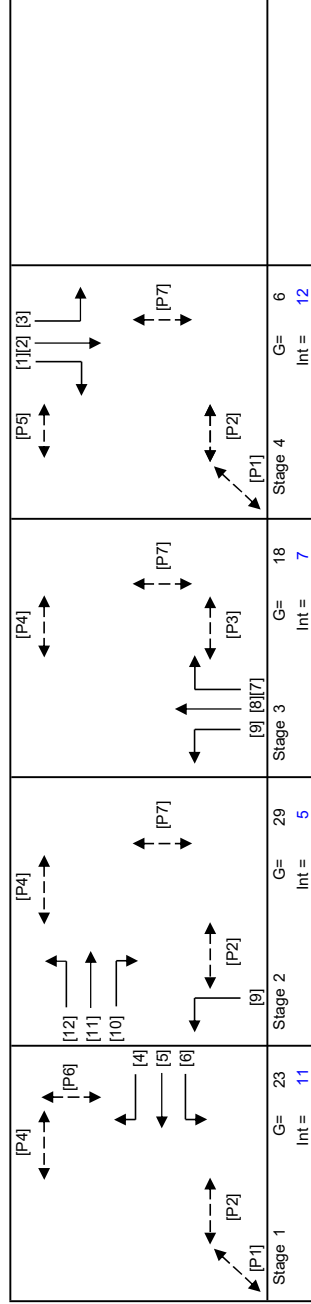 [P4]
[P6]
[4]
[5]
[6]
[P2]
[P1]
Stage 1
G= 23
Int = 11
[P4]
[12]
[11]
[10]
[P7]
[P2]
[9]
Stage 2
G= 29
Int = 5
[P4]
[P7]
[P3]
[9] [8][7]
Stage 3
G= 18
Int = 7
[1][2] [3]
[P5]
[P7]
[P2]
[P1]
Stage 4
G= 6
Int = 12